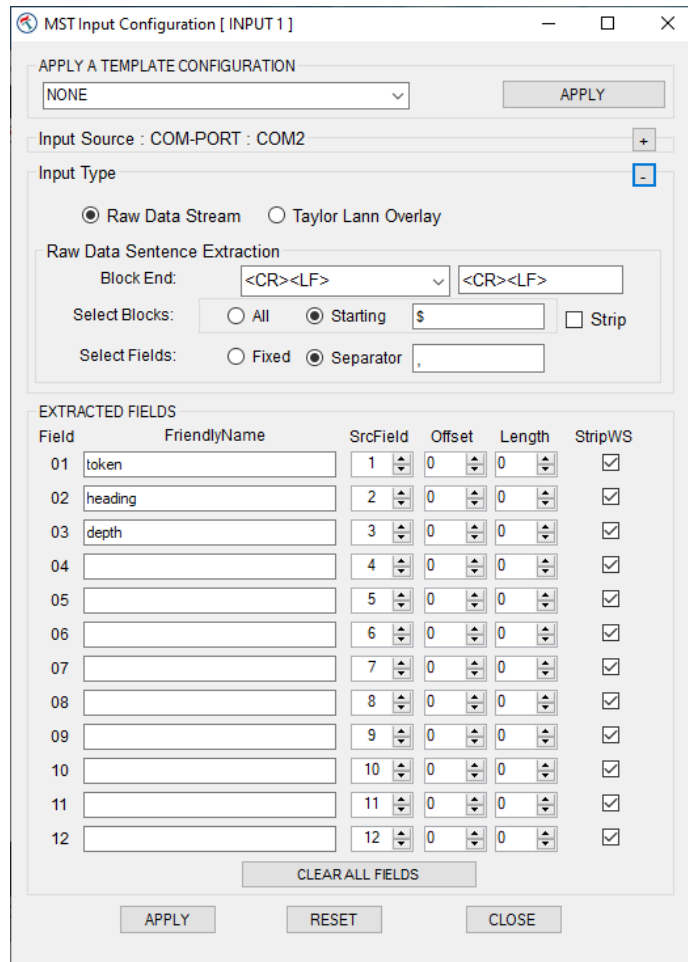 MST Input Configuration [ INPUT 1 ]
APPLY A TEMPLATE CONFIGURATION
NONE APPLY
Input Source : COM-PORT : COM2 +
Input Type -
Raw Data Stream Taylor Lann Overlay
Raw Data Sentence Extraction
Block End: <CR><LF> <CR><LF>
Select Blocks: All Starting $ Strip
Select Fields: Fixed Separator ,
EXTRACTED FIELDS
Field FriendlyName SrcField Offset Length StripWS
01 token 1 0 0
02 heading 2 0 0
03 depth 3 0 0
04 4 0 0
05 5 0 0
06 6 0 0
07 7 0 0
08 8 0 0
09 9 0 0
10 10 0 0
11 11 0 0
12 12 0 0
CLEAR ALL FIELDS
APPLY RESET CLOSE